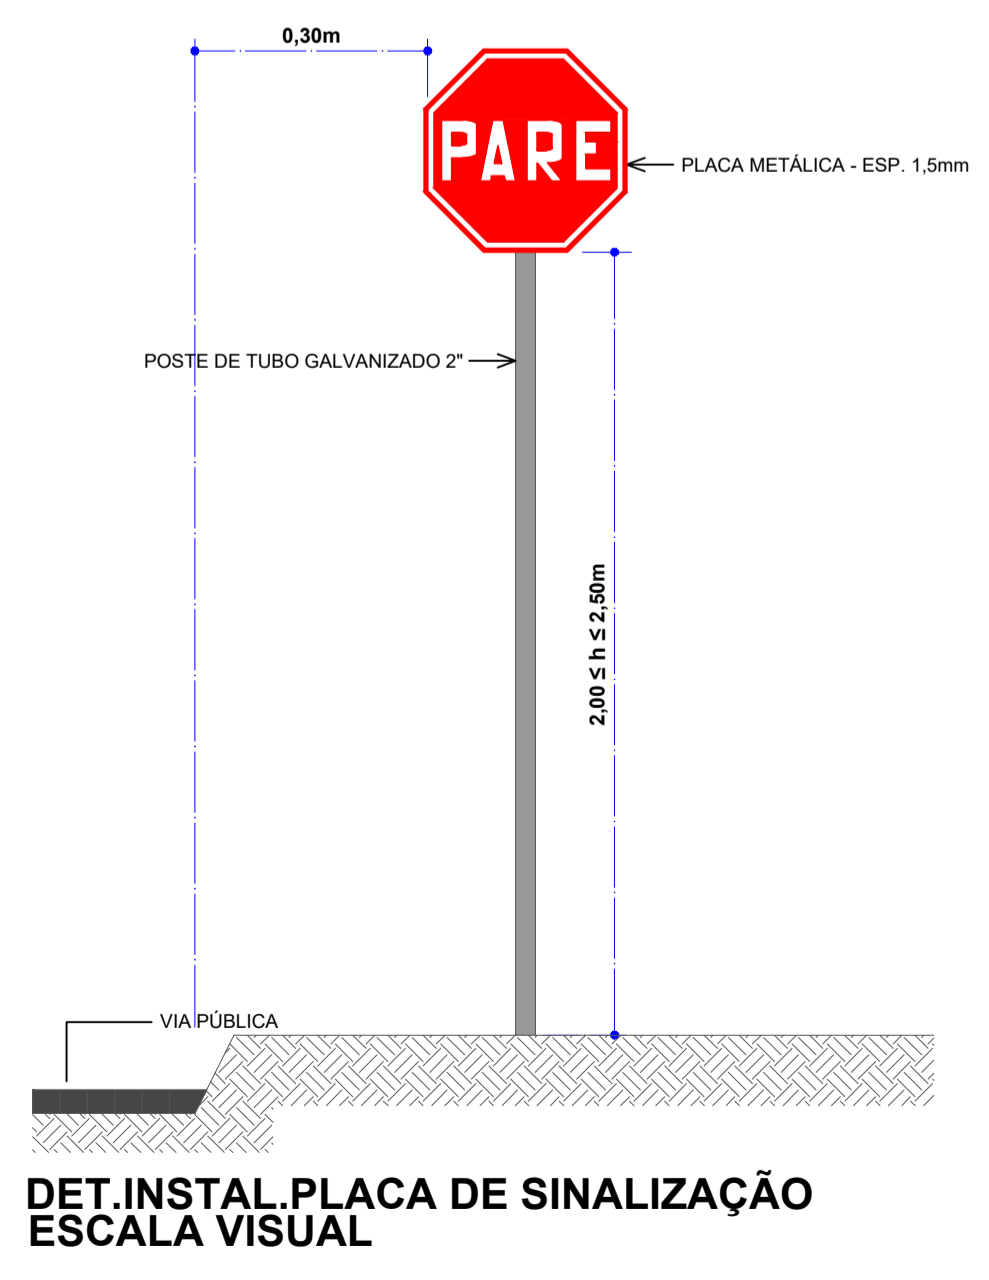 0,30m
PARE
PLACA METÁLICA - ESP. 1,5mm
POSTE DE TUBO GALVANIZADO 2"
2,00 ≤ h ≤ 2,50m
VIA PÚBLICA
DET.INSTAL.PLACA DE SINALIZAÇÃO
ESCALA VISUAL